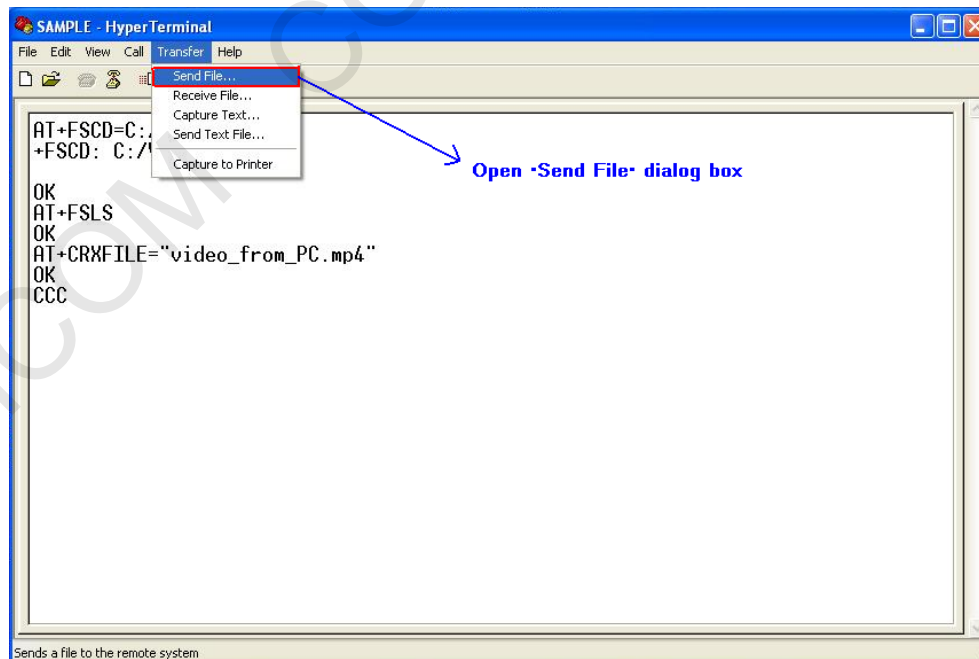 SAMPLE - HyperTerminal
File Edit View Call Transfer Help
Send File...
Receive File...
Capture Text...
Send Text File...
Capture to Printer
AT+FSCD=C:/
+FSCD: C:/
OK
AT+FSLS
OK
AT+CRXFILE="video_from_PC.mp4"
OK
CCC
Open "Send File" dialog box
Sends a file to the remote system